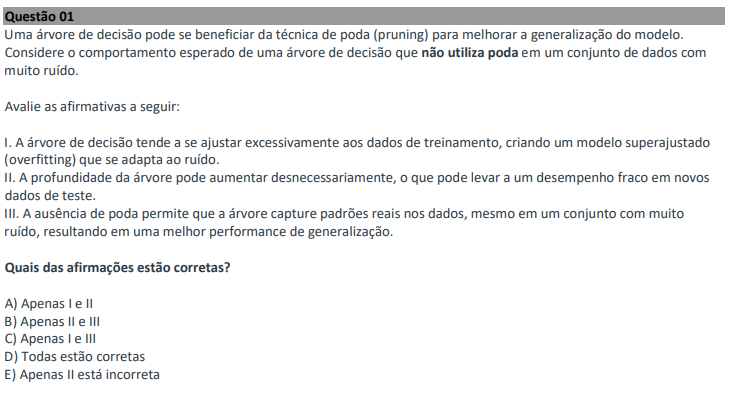 Questão 01
Uma árvore de decisão pode se beneficiar da técnica de poda (pruning) para melhorar a generalização do modelo.
Considere o comportamento esperado de uma árvore de decisão que não utiliza poda em um conjunto de dados com
muito ruído.
Avalie as afirmativas a seguir:
I. A árvore de decisão tende a se ajustar excessivamente aos dados de treinamento, criando um modelo superajustado
(overfitting) que se adapta ao ruído.
II. A profundidade da árvore pode aumentar desnecessariamente, o que pode levar a um desempenho fraco em novos
dados de teste.
III. A ausência de poda permite que a árvore capture padrões reais nos dados, mesmo em um conjunto com muito
ruído, resultando em uma melhor performance de generalização.
Quais das afirmações estão corretas?
A) Apenas I e II
B) Apenas II e III
C) Apenas I e III
D) Todas estão corretas
E) Apenas II está incorreta